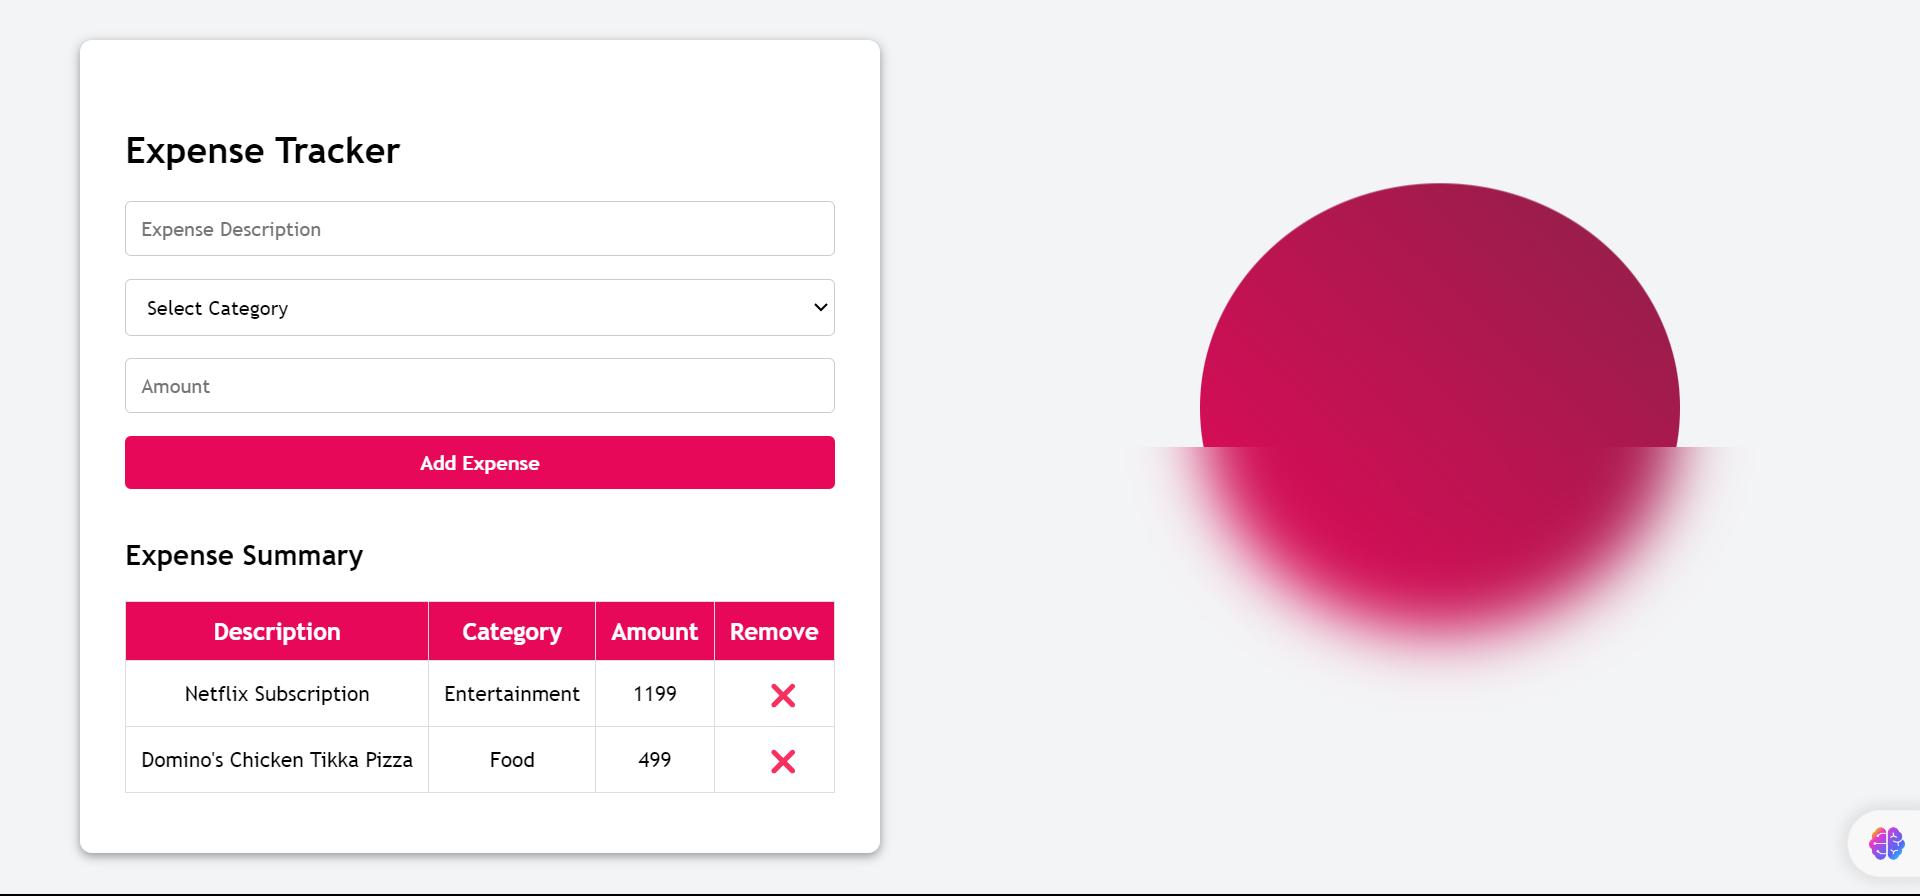 Expense Tracker
Expense Description
Select Category
Amount
Add Expense
Expense Summary
Description Category Amount Remove
Netflix Subscription Entertainment 1199
Domino's Chicken Tikka Pizza Food 499